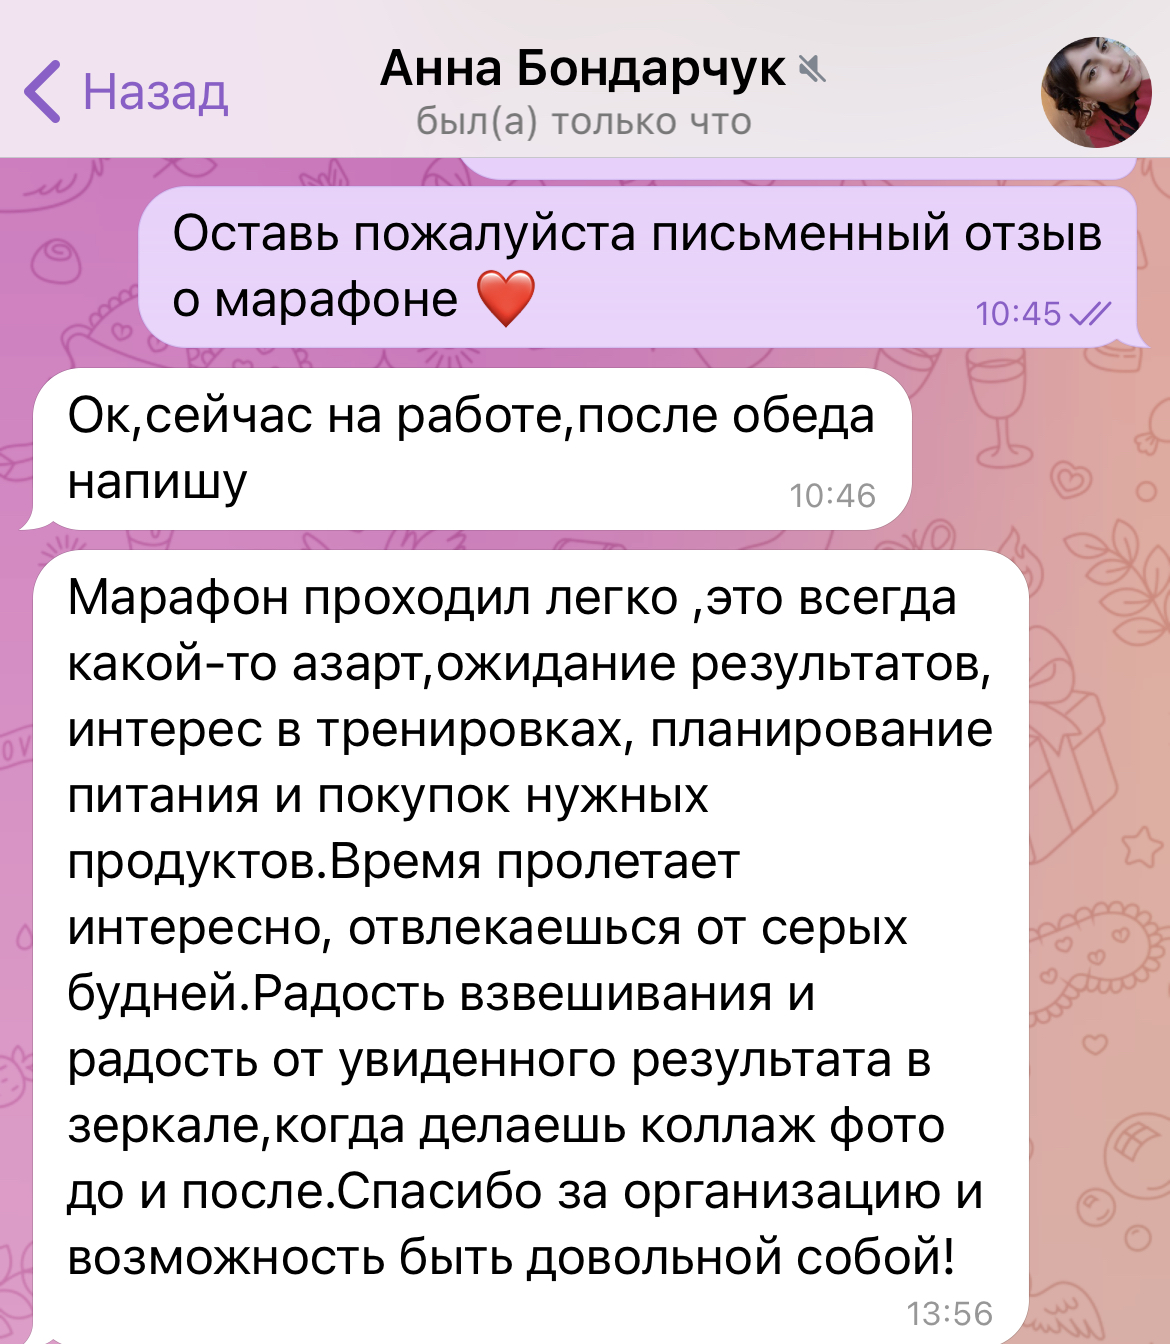 Назад
Анна Бондарчук
был(а) только что
Оставь пожалуйста письменный отзыв
о марафоне ❤️
10:45
Ок,сейчас на работе,после обеда
напишу
10:46
Марафон проходил легко ,это всегда
какой-то азарт,ожидание результатов,
интерес в тренировках, планирование
питания и покупок нужных
продуктов.Время пролетает
интересно, отвлекаешься от серых
будней.Радость взвешивания и
радость от увиденного результата в
зеркале,когда делаешь коллаж фото
до и после.Спасибо за организацию и
возможность быть довольной собой!
13:56